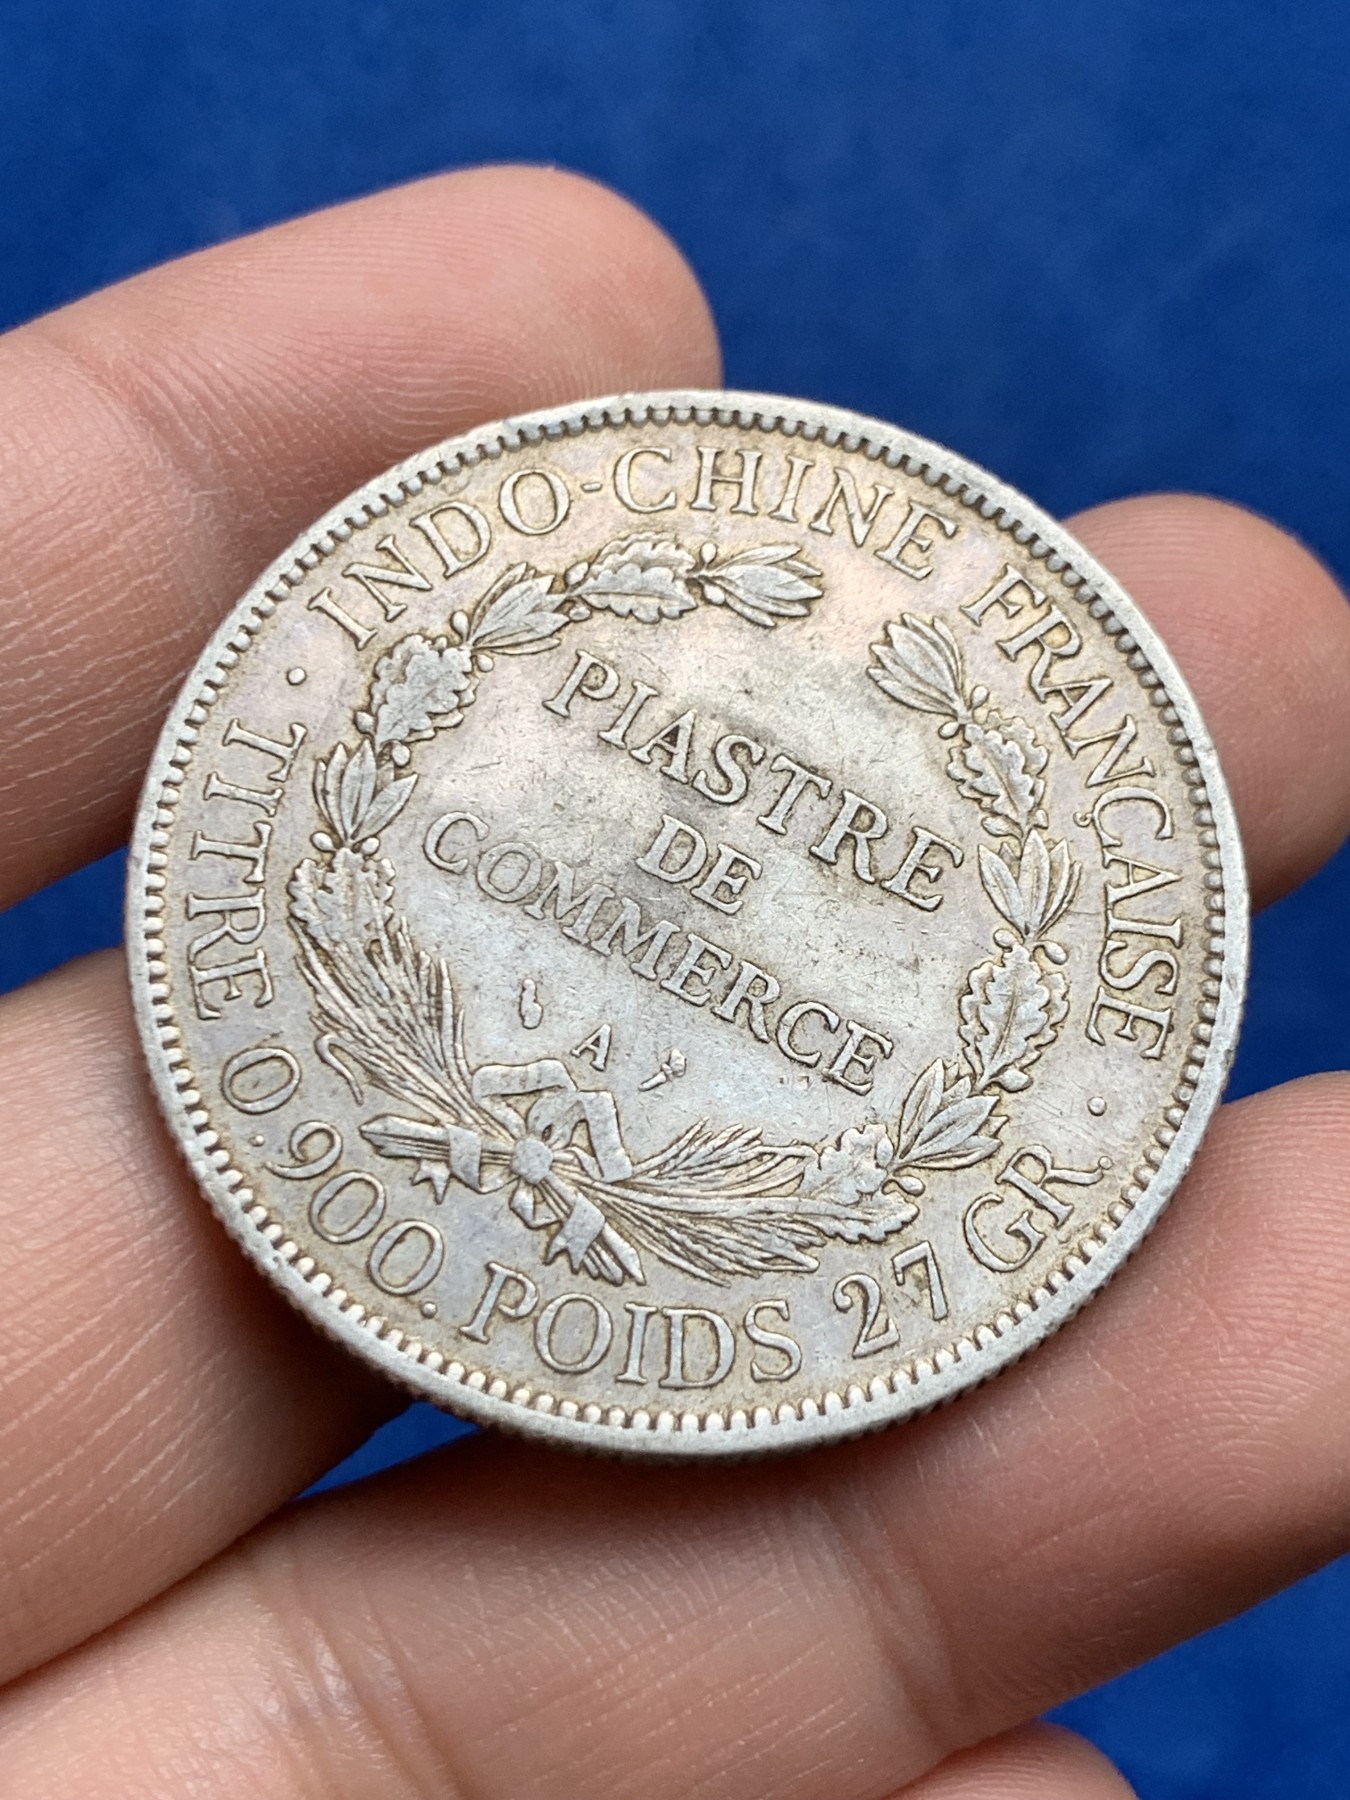 INDO-CHINE FRANÇAISE
PIASTRE
DE
COMMERCE
A
· TITRE 0.900. POIDS 27 GR. ·